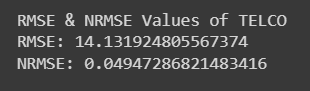 RMSE & NRMSE Values of TELCO
RMSE: 14.131924805567374
NRMSE: 0.04947286821483416